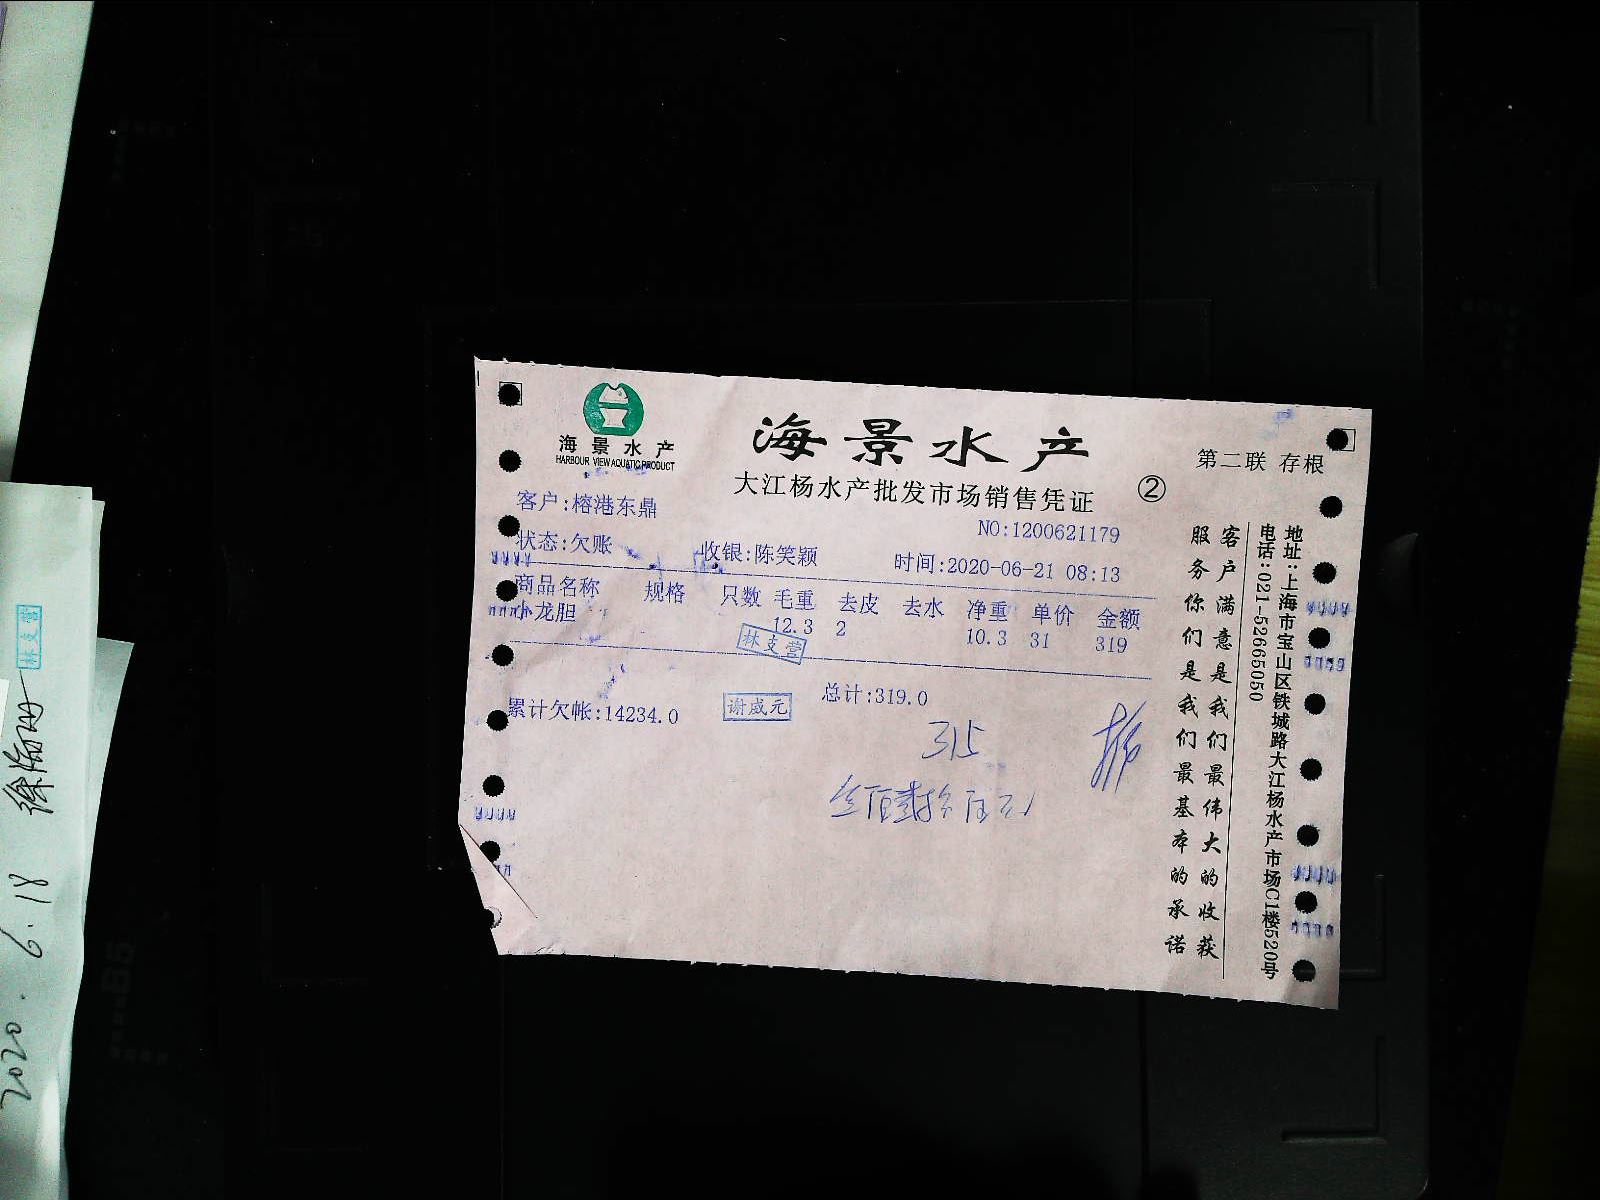 海景水产
HARBOUR VIEW AQUATIC PRODUCT
海景水产
大江杨水产批发市场销售凭证
②
第二联 存根
客户:榕港东鼎
NO:1200621179
状态:欠账 收银:陈笑颖 时间:2020-06-21 08:13
商品名称 规格 只数 毛重 去皮 去水 净重 单价 金额
小龙胆 12.3 2 10.3 31 319
林支营
累计欠帐:14234.0 谢威元 总计:319.0
315
客户满意是我们最伟大的收获
服务你们是我们最基本的承诺
地址:上海市宝山区铁城路大江杨水产市场C1楼520号
电话:021-52665050
林支营
2020.6.18